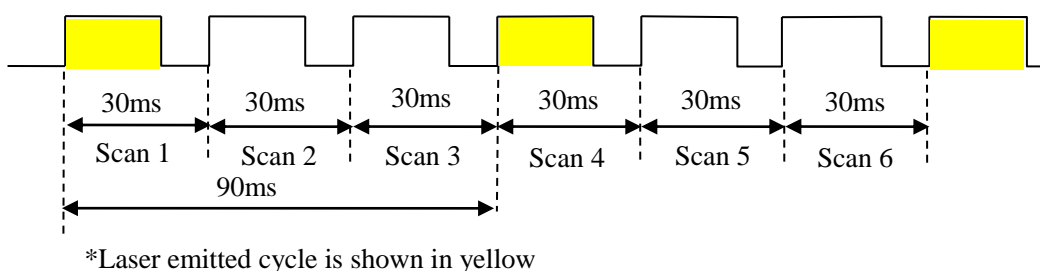 30ms 30ms 30ms 30ms 30ms 30ms
Scan 1 Scan 2 Scan 3 Scan 4 Scan 5 Scan 6
90ms
*Laser emitted cycle is shown in yellow